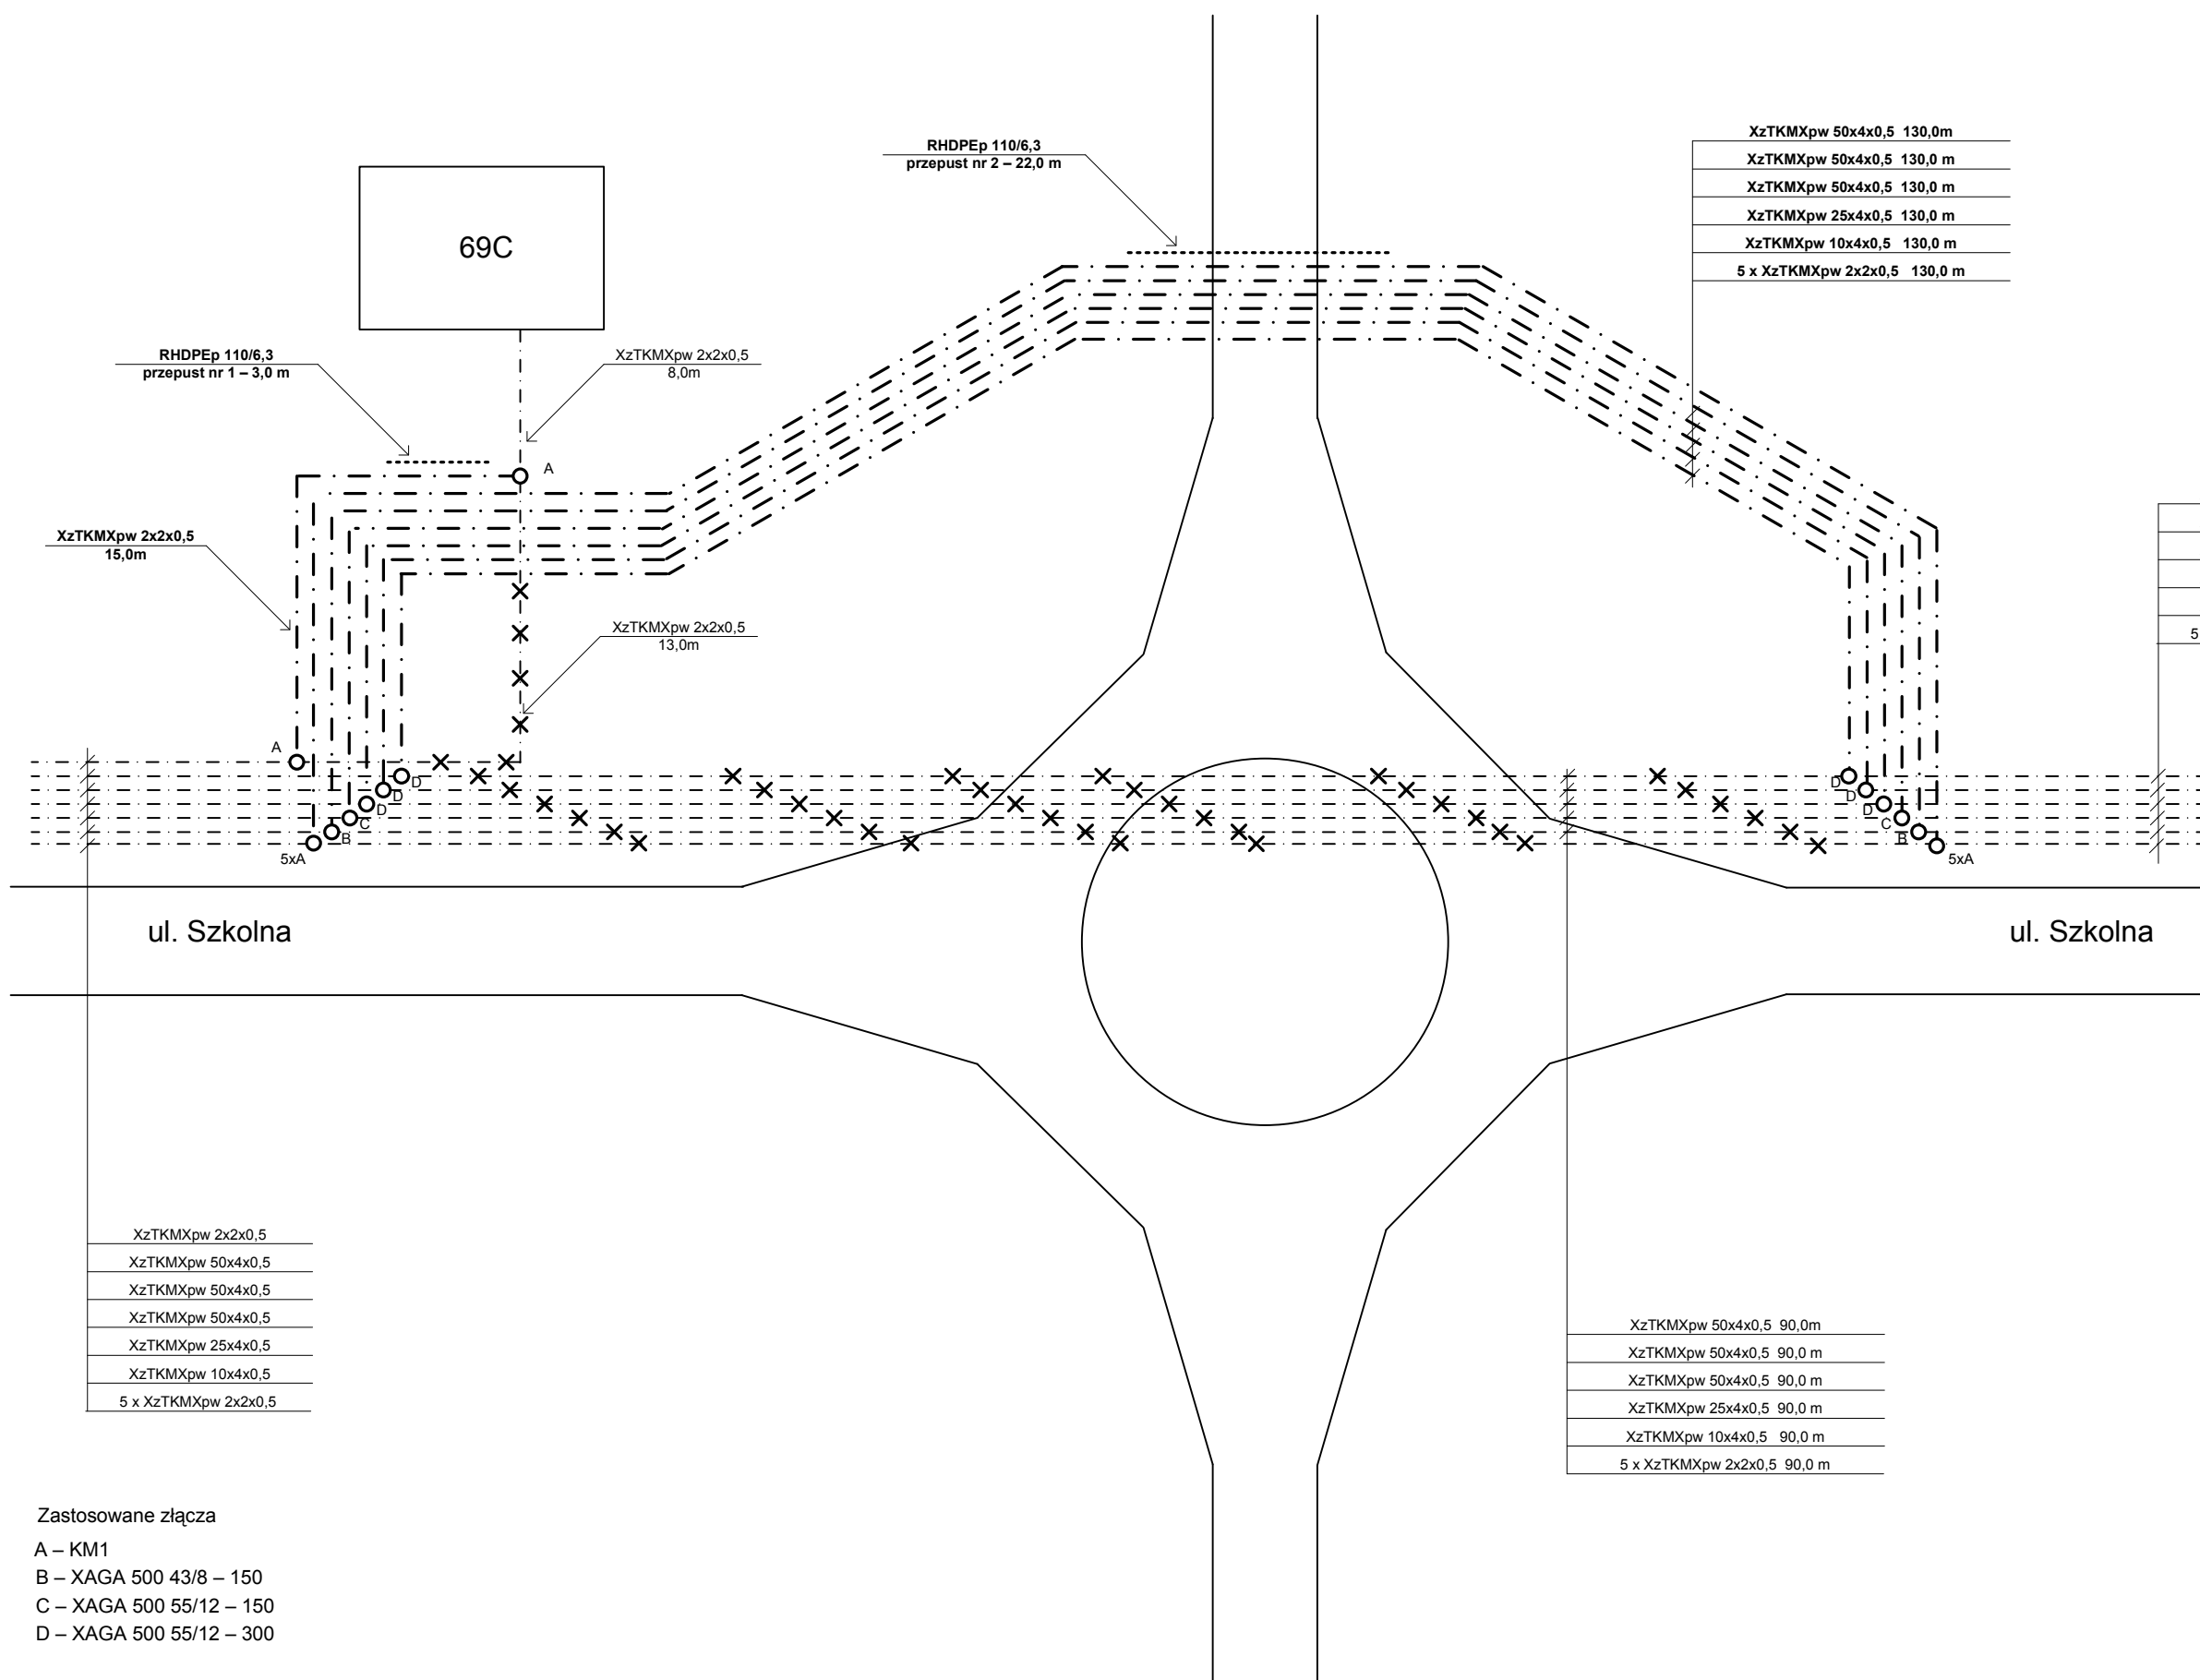 XzTKMXpw 50x4x0,5 130,0m
XzTKMXpw 50x4x0,5 130,0 m
XzTKMXpw 50x4x0,5 130,0 m
XzTKMXpw 25x4x0,5 130,0 m
XzTKMXpw 10x4x0,5 130,0 m
5 x XzTKMXpw 2x2x0,5 130,0 m
RHDPEp 110/6,3
przepust nr 2 – 22,0 m
69C
RHDPEp 110/6,3
przepust nr 1 – 3,0 m
XzTKMXpw 2x2x0,5
8,0m
A
XzTKMXpw 2x2x0,5
15,0m
XzTKMXpw 2x2x0,5
13,0m
5
A
D
D
D
C
B
5xA
D
D
D
C
B
5xA
ul. Szkolna
ul. Szkolna
XzTKMXpw 2x2x0,5
XzTKMXpw 50x4x0,5
XzTKMXpw 50x4x0,5
XzTKMXpw 50x4x0,5
XzTKMXpw 25x4x0,5
XzTKMXpw 10x4x0,5
5 x XzTKMXpw 2x2x0,5
XzTKMXpw 50x4x0,5 90,0m
XzTKMXpw 50x4x0,5 90,0 m
XzTKMXpw 50x4x0,5 90,0 m
XzTKMXpw 25x4x0,5 90,0 m
XzTKMXpw 10x4x0,5 90,0 m
5 x XzTKMXpw 2x2x0,5 90,0 m
Zastosowane złącza
A – KM1
B – XAGA 500 43/8 – 150
C – XAGA 500 55/12 – 150
D – XAGA 500 55/12 – 300